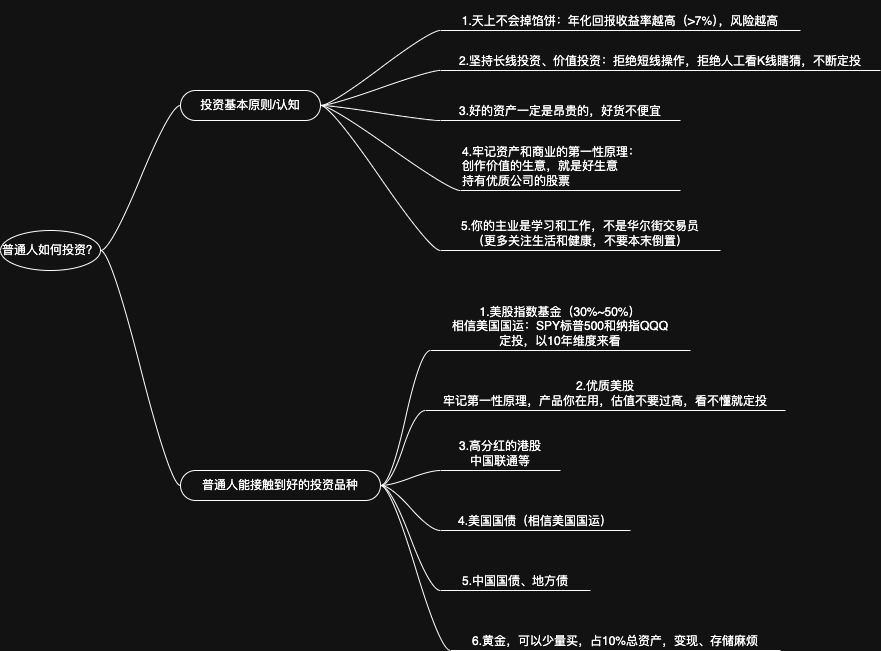 普通人如何投资？
投资基本原则/认知
1.天上不会掉馅饼：年化回报收益率越高（>7%），风险越高
2.坚持长线投资、价值投资：拒绝短线操作，拒绝人工看K线瞎猜，不断定投
3.好的资产一定是昂贵的，好货不便宜
4.牢记资产和商业的第一性原理：
创作价值的生意，就是好生意
持有优质公司的股票
5.你的主业是学习和工作，不是华尔街交易员
（更多关注生活和健康，不要本末倒置）
普通人能接触到好的投资品种
1.美股指数基金（30%~50%）
相信美国国运：SPY标普500和纳指QQQ
定投，以10年维度来看
2.优质美股
牢记第一性原理，产品你在用，估值不要过高，看不懂就定投
3.高分红的港股
中国联通等
4.美国国债（相信美国国运）
5.中国国债、地方债
6.黄金，可以少量买，占10%总资产，变现、存储麻烦